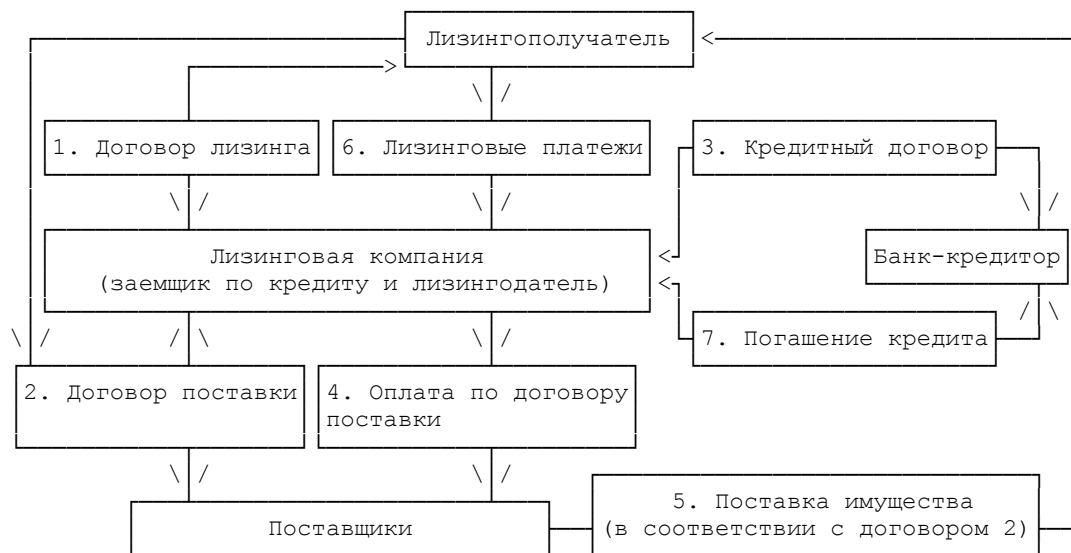 Лизингополучатель
1. Договор лизинга
6. Лизинговые платежи
3. Кредитный договор
Лизинговая компания
(заемщик по кредиту и лизингодатель)
Банк-кредитор
7. Погашение кредита
2. Договор поставки
4. Оплата по договору
поставки
5. Поставка имущества
(в соответствии с договором 2)
Поставщики